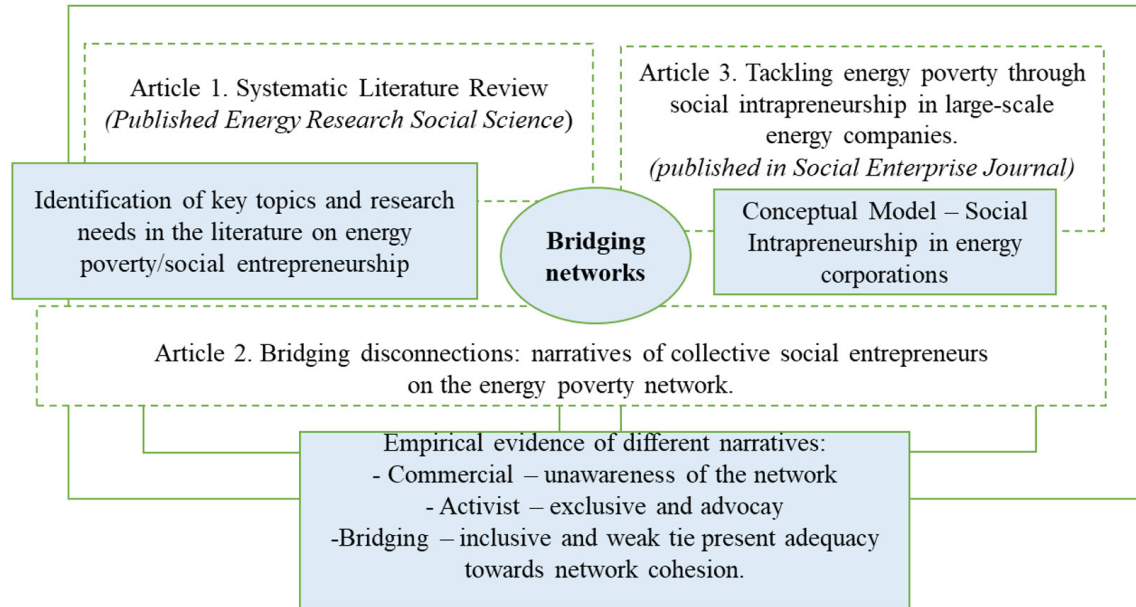 Article 1. Systematic Literature Review
(Published Energy Research Social Science)
Identification of key topics and research
needs in the literature on energy
poverty/social entrepreneurship
Article 3. Tackling energy poverty through
social intrapreneurship in large-scale
energy companies.
(published in Social Enterprise Journal)
Conceptual Model – Social
Intrapreneurship in energy
corporations
Bridging
networks
Article 2. Bridging disconnections: narratives of collective social entrepreneurs
on the energy poverty network.
Empirical evidence of different narratives:
- Commercial – unawareness of the network
- Activist – exclusive and advocay
-Bridging – inclusive and weak tie present adequacy
towards network cohesion.